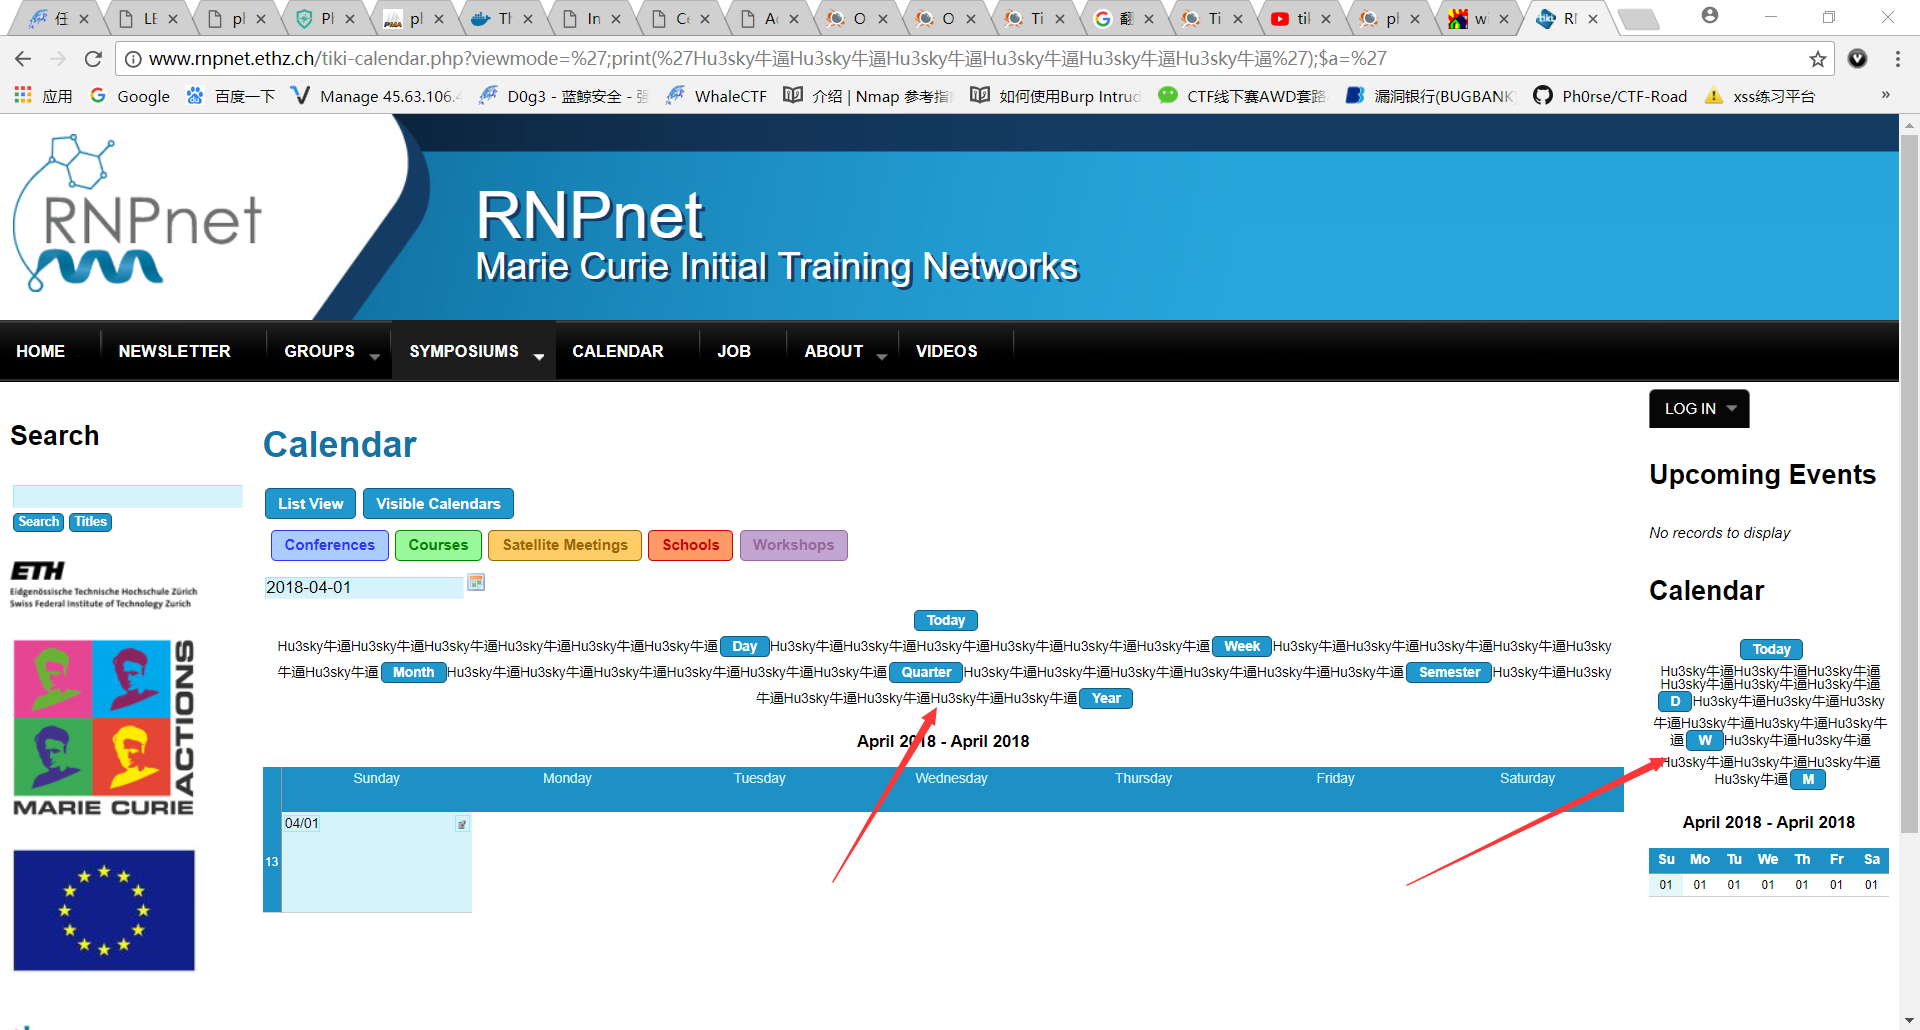 任
LE
pl
Pl
pl
Th
In
Ce
Ac
O
O
Ti
翻
Ti
tik
pl
wl
RI
www.rnpnet.ethz.ch/tiki-calendar.php?viewmode=%27;print(%27Hu3sky牛逼Hu3sky牛逼Hu3sky牛逼Hu3sky牛逼Hu3sky牛逼Hu3sky牛逼%27);$a=%27
应用 Google 百度一下 Manage 45.63.106.4 D0g3 - 蓝鲸安全 - 强 WhaleCTF 介绍 | Nmap 参考指 如何使用Burp Intrud CTF线下赛AWD套路 漏洞银行(BUGBANK) Ph0rse/CTF-Road xss练习平台 »
RNPnet
RNPnet
Marie Curie Initial Training Networks
HOME NEWSLETTER GROUPS SYMPOSIUMS CALENDAR JOB ABOUT VIDEOS
LOG IN
Search
Search Titles
ETH
Eidgenössische Technische Hochschule Zürich
Swiss Federal Institute of Technology Zurich
ACTIONS
MARIE CURIE
Calendar
List View Visible Calendars
Conferences Courses Satellite Meetings Schools Workshops
2018-04-01
Today
Hu3sky牛逼Hu3sky牛逼Hu3sky牛逼Hu3sky牛逼Hu3sky牛逼Hu3sky牛逼 Day Hu3sky牛逼Hu3sky牛逼Hu3sky牛逼Hu3sky牛逼Hu3sky牛逼Hu3sky牛逼 Week Hu3sky牛逼Hu3sky牛逼Hu3sky牛逼Hu3sky牛逼Hu3sky
牛逼Hu3sky牛逼 Month Hu3sky牛逼Hu3sky牛逼Hu3sky牛逼Hu3sky牛逼Hu3sky牛逼Hu3sky牛逼 Quarter Hu3sky牛逼Hu3sky牛逼Hu3sky牛逼Hu3sky牛逼Hu3sky牛逼Hu3sky牛逼 Semester Hu3sky牛逼Hu3sky
牛逼Hu3sky牛逼Hu3sky牛逼Hu3sky牛逼Hu3sky牛逼 Year
April 2018 - April 2018
Sunday Monday Tuesday Wednesday Thursday Friday Saturday
04/01
13
Upcoming Events
No records to display
Calendar
Today
Hu3sky牛逼Hu3sky牛逼Hu3sky牛逼
Hu3sky牛逼Hu3sky牛逼Hu3sky牛逼
D Hu3sky牛逼Hu3sky牛逼Hu3sky
牛逼Hu3sky牛逼Hu3sky牛逼Hu3sky牛
逼 W Hu3sky牛逼Hu3sky牛逼
Hu3sky牛逼Hu3sky牛逼Hu3sky牛逼
Hu3sky牛逼 M
April 2018 - April 2018
Su Mo Tu We Th Fr Sa
01 01 01 01 01 01 01